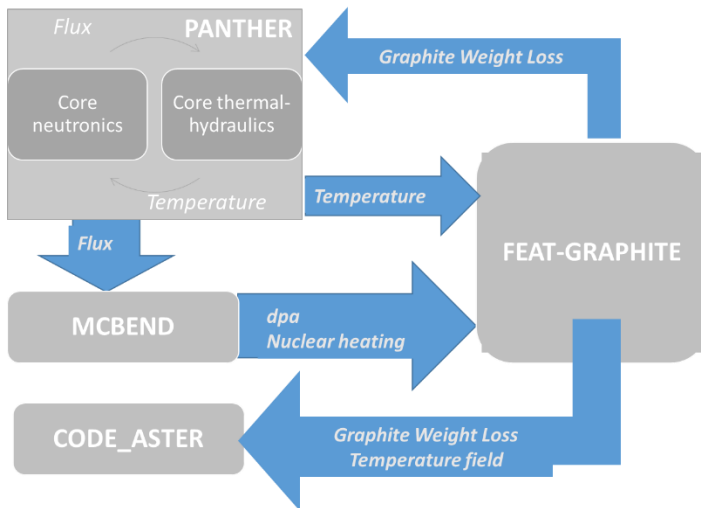 Flux
PANTHER
Graphite Weight Loss
Core
neutronics
Core thermal-
hydraulics
Temperature
Temperature
Flux
FEAT-GRAPHITE
MCBEND
dpa
Nuclear heating
CODE_ASTER
Graphite Weight Loss
Temperature field